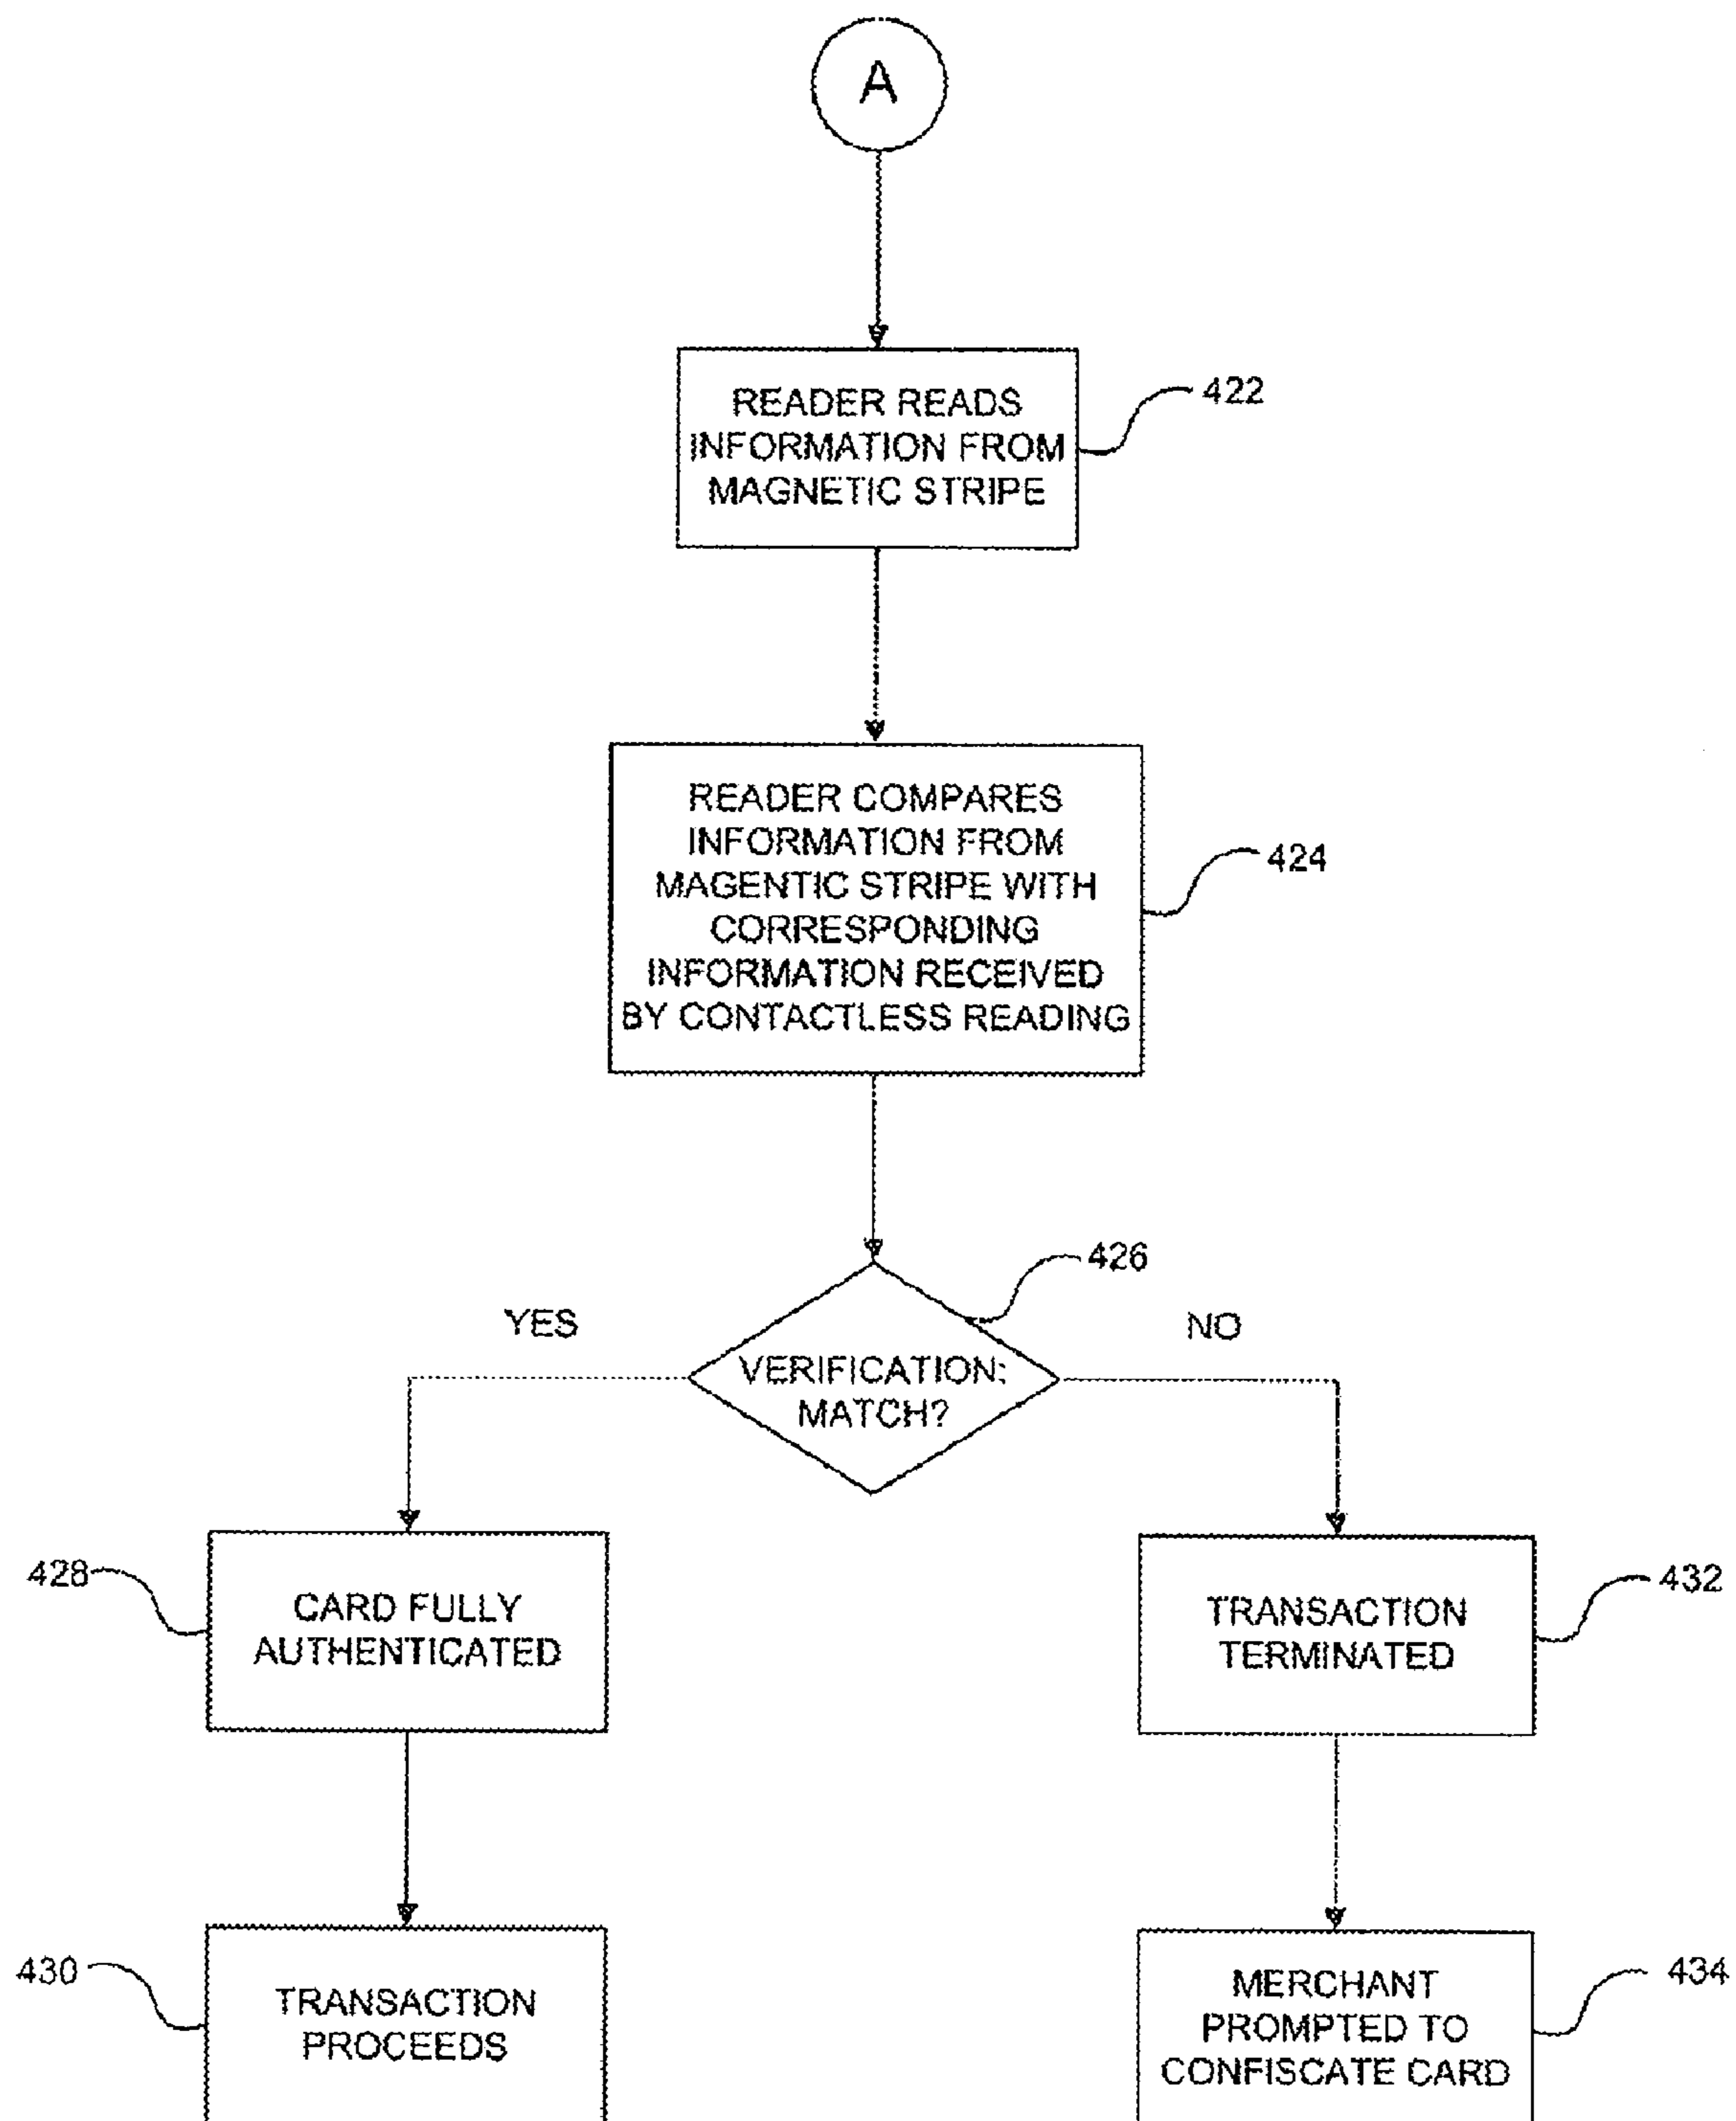 A
READER READS
INFORMATION FROM
MAGNETIC STRIPE
422
READER COMPARES
INFORMATION FROM
MAGENTIC STRIPE WITH
CORRESPONDING
INFORMATION RECEIVED
BY CONTACTLESS READING
424
426
YES
NO
VERIFICATION:
MATCH?
428
CARD FULLY
AUTHENTICATED
TRANSACTION
TERMINATED
432
430
TRANSACTION
PROCEEDS
MERCHANT
PROMPTED TO
CONFISCATE CARD
434